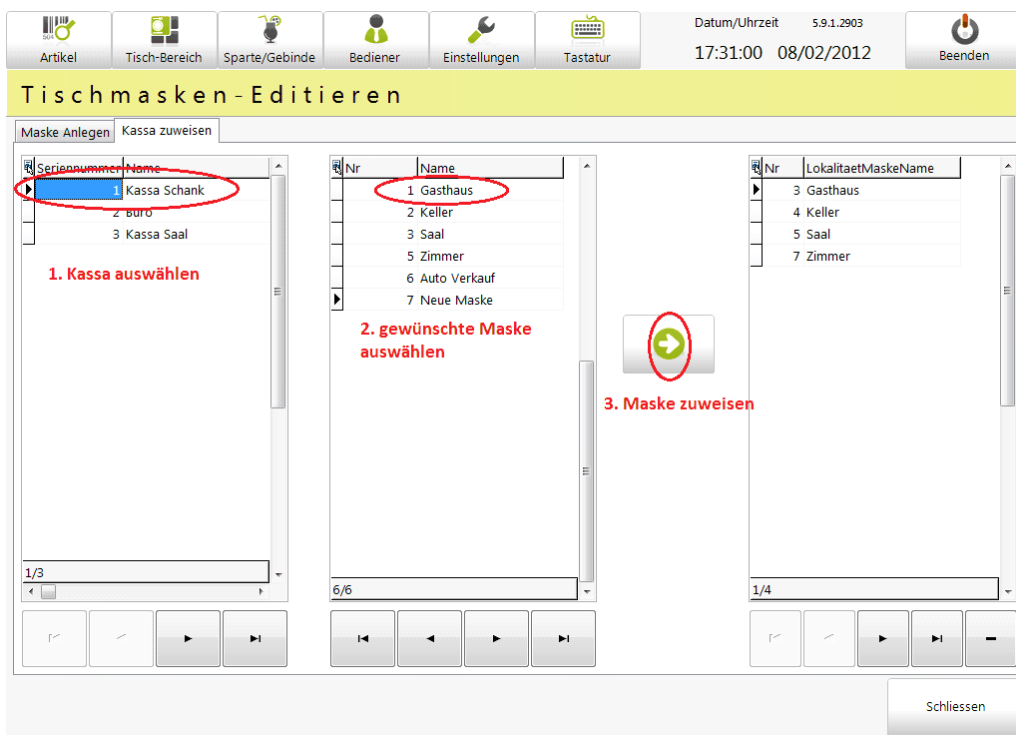 Datum/Uhrzeit 5.9.1.2903
17:31:00 08/02/2012
504
Artikel Tisch-Bereich Sparte/Gebinde Bediener Einstellungen Tastatur Beenden
Tischmasken-Editieren
Maske Anlegen Kassa zuweisen
Seriennummer Name
1 Kassa Schank
2 Büro
3 Kassa Saal
1. Kassa auswählen
1/3
Nr Name
1 Gasthaus
2 Keller
3 Saal
5 Zimmer
6 Auto Verkauf
7 Neue Maske
2. gewünschte Maske
auswählen
6/6
3. Maske zuweisen
Nr LokalitaetMaskeName
3 Gasthaus
4 Keller
5 Saal
7 Zimmer
1/4
Schliessen